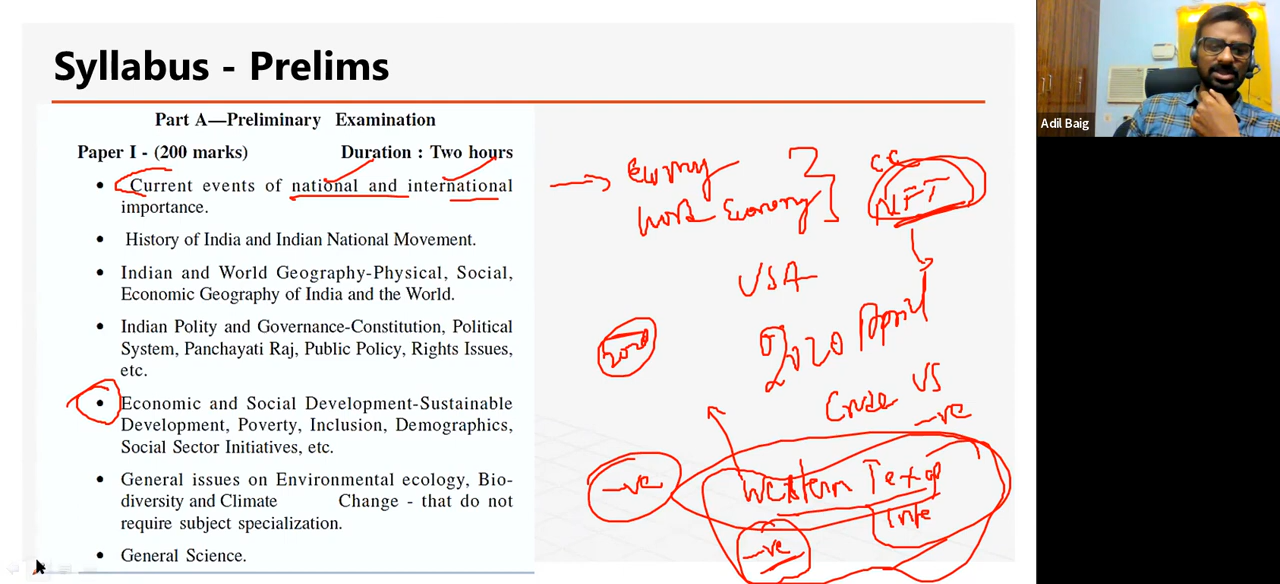 Syllabus - Prelims
Part A—Preliminary Examination
Paper I - (200 marks) Duration : Two hours
• Current events of national and international
importance.
• History of India and Indian National Movement.
• Indian and World Geography-Physical, Social,
Economic Geography of India and the World.
• Indian Polity and Governance-Constitution, Political
System, Panchayati Raj, Public Policy, Rights Issues,
etc.
• Economic and Social Development-Sustainable
Development, Poverty, Inclusion, Demographics,
Social Sector Initiatives, etc.
• General issues on Environmental ecology, Bio-
diversity and Climate Change - that do not
require subject specialization.
• General Science.
Economy
World Economy
CC
NFT
USA
2020 April
Crude US
-ve
-ve
Western
-ve
Adil Baig